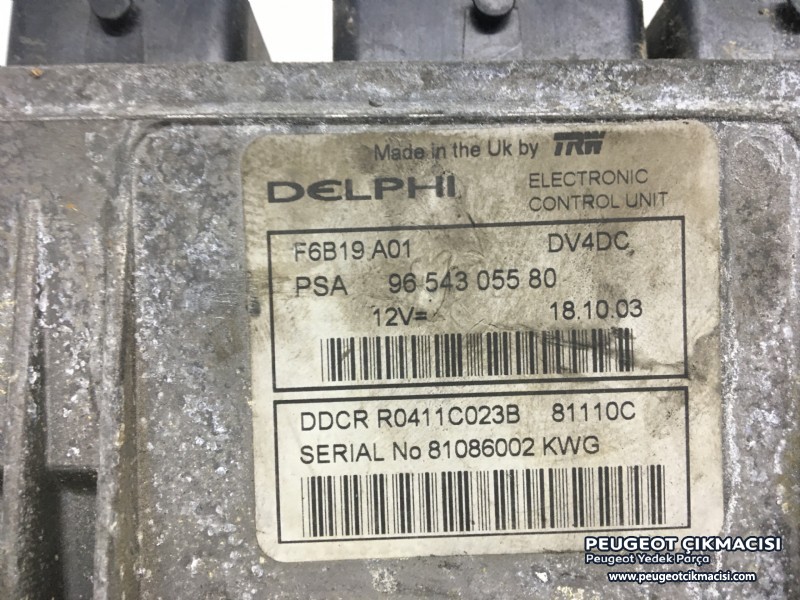 Made in the Uk by TRW
DELPHI ELECTRONIC
CONTROL UNIT
F6B19 A01 DV4DC
PSA 96 543 055 80
12V= 18.10.03
DDCR R0411C023B 81110C
SERIAL No 81086002 KWG
PEUGEOT ÇIKMACISI
Peugeot Yedek Parça
www.peugeotcikmacisi.com